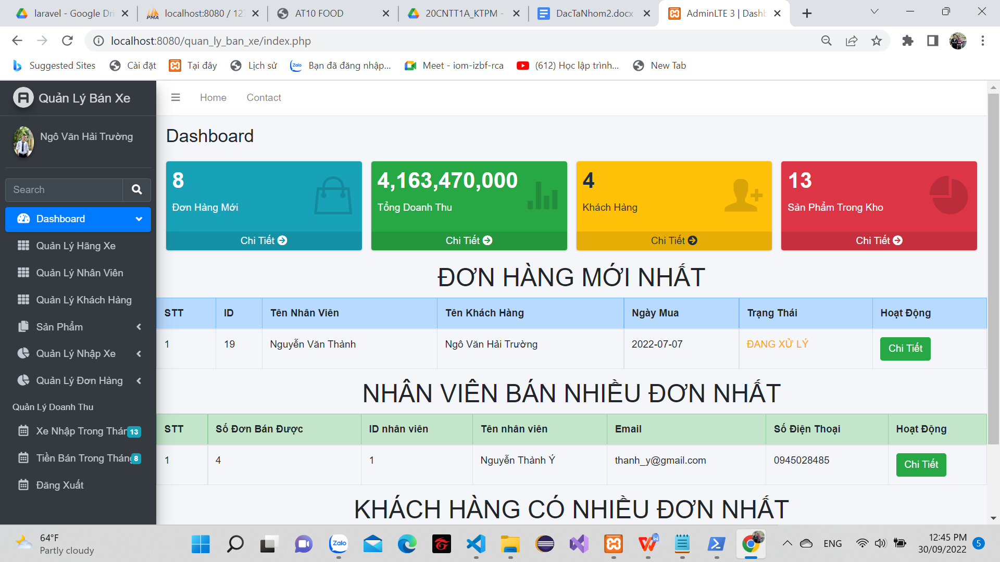 laravel - Google Dri
localhost:8080 / 127
AT10 FOOD
20CNTT1A_KTPM -
DacTaNhom2.docx
AdminLTE 3 | Dashb
localhost:8080/quan_ly_ban_xe/index.php
Suggested Sites
Cài đặt
Tại đây
Lịch sử
Bạn đã đăng nhập...
Meet - iom-izbf-rca
(612) Học lập trình...
New Tab
Quản Lý Bán Xe
Home
Contact
Ngô Văn Hải Trường
Search
Dashboard
Quản Lý Hãng Xe
Quản Lý Nhân Viên
Quản Lý Khách Hàng
Sản Phẩm
Quản Lý Nhập Xe
Quản Lý Đơn Hàng
Quản Lý Doanh Thu
Xe Nhập Trong Thán 13
Tiền Bán Trong Tháng 8
Đăng Xuất
Dashboard
8
Đơn Hàng Mới
Chi Tiết
4,163,470,000
Tổng Doanh Thu
Chi Tiết
4
Khách Hàng
Chi Tiết
13
Sản Phẩm Trong Kho
Chi Tiết
ĐƠN HÀNG MỚI NHẤT
STT ID Tên Nhân Viên Tên Khách Hàng Ngày Mua Trạng Thái Hoạt Động
1 19 Nguyễn Văn Thành Ngô Văn Hải Trường 2022-07-07 ĐANG XỬ LÝ Chi Tiết
NHÂN VIÊN BÁN NHIỀU ĐƠN NHẤT
STT Số Đơn Bán Được ID nhân viên Tên nhân viên Email Số Điện Thoại Hoạt Động
1 4 1 Nguyễn Thành Ý thanh_y@gmail.com 0945028485 Chi Tiết
KHÁCH HÀNG CÓ NHIỀU ĐƠN NHẤT
64°F
Partly cloudy
Zalo
ENG
12:45 PM
30/09/2022
5